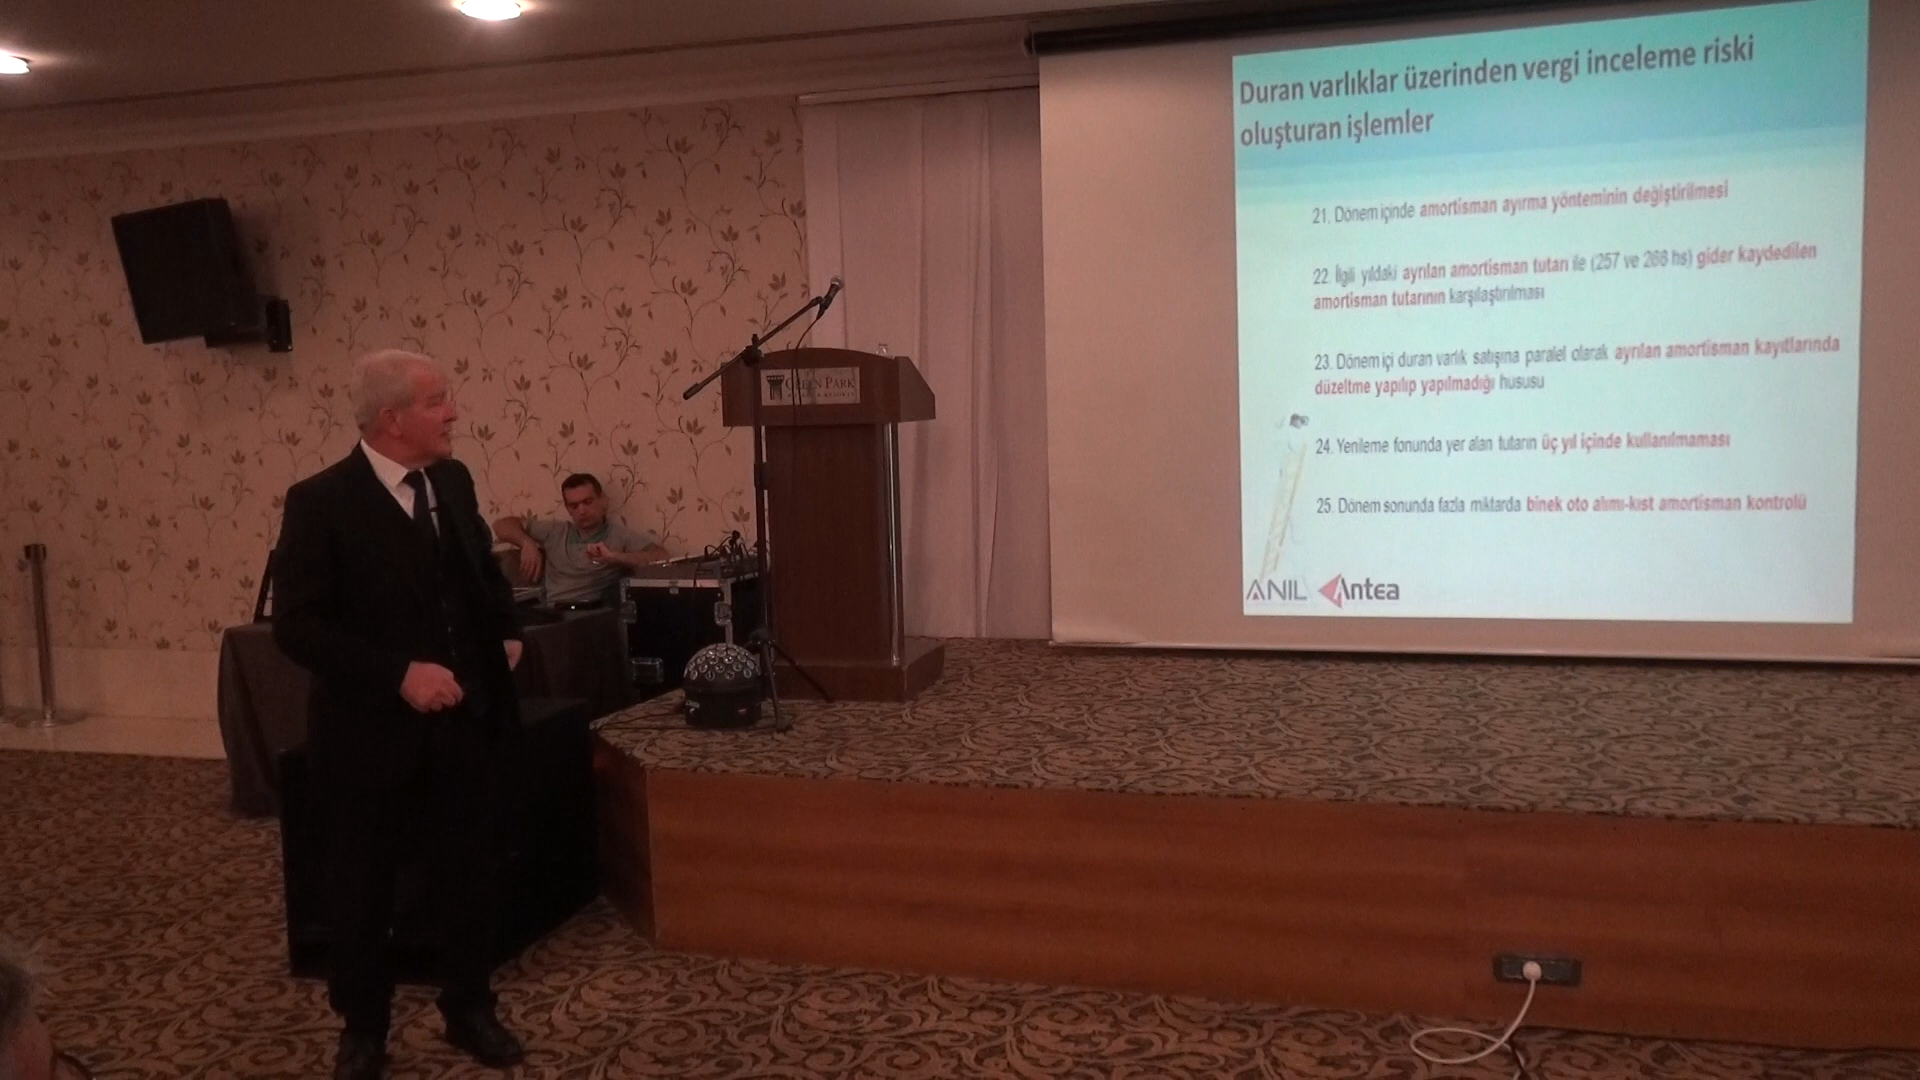 Duran varlıklar üzerinden vergi inceleme riski
oluşturan işlemler
21. Dönem içinde amortisman ayırma yönteminin değiştirilmesi
22. İlgili yıldaki ayrılan amortisman tutarı ile (257 ve 268 hs) gider kaydedilen
amortisman tutarının karşılaştırılması
23. Dönem içi duran varlık satışına paralel olarak ayrılan amortisman kayıtlarında
düzeltme yapılıp yapılmadığı hususu
24. Yenileme fonunda yer alan tutarın üç yıl içinde kullanılmaması
25. Dönem sonunda fazla miktarda binek oto alımı-kıst amortisman kontrolü
ANIL Antea
GREEN PARK